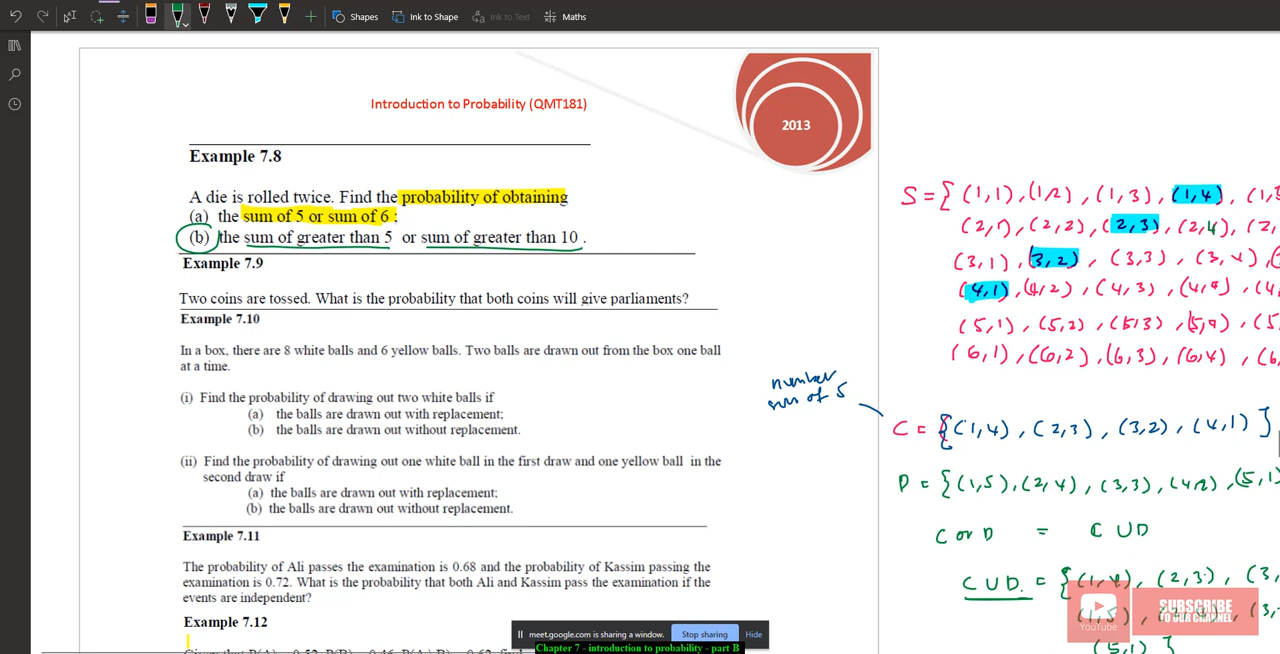 Shapes
Ink to Shape
Ink to Text
Maths
Introduction to Probability (QMT181)
2013
Example 7.8
A die is rolled twice. Find the probability of obtaining
(a) the sum of 5 or sum of 6 :
(b) the sum of greater than 5 or sum of greater than 10 .
Example 7.9
Two coins are tossed. What is the probability that both coins will give parliaments?
Example 7.10
In a box, there are 8 white balls and 6 yellow balls. Two balls are drawn out from the box one ball
at a time.
(i) Find the probability of drawing out two white balls if
(a) the balls are drawn out with replacement;
(b) the balls are drawn out without replacement.
(ii) Find the probability of drawing out one white ball in the first draw and one yellow ball in the
second draw if
(a) the balls are drawn out with replacement;
(b) the balls are drawn out without replacement.
Example 7.11
The probability of Ali passes the examination is 0.68 and the probability of Kassim passing the
examination is 0.72. What is the probability that both Ali and Kassim pass the examination if the
events are independent?
Example 7.12
S = { (1,1), (1,2), (1,3), (1,4),
(2,1), (2,2), (2,3), (2,4),
(3,1), (3,2), (3,3), (3,4),
(4,1), (4,2), (4,3), (4,4),
(5,1), (5,2), (5,3), (5,4),
(6,1), (6,2), (6,3), (6,4),
number
sum of 5
C = { (1,4), (2,3), (3,2), (4,1) }
D = { (1,5), (2,4), (3,3), (4,2), (5,1)
C or D = C U D
C U D = { (1,4), (2,3), (3,
(1,5),
(5,1) }
YouTube
SUBSCRIBE
TO OUR CHANNEL
meet.google.com is sharing a window.
Stop sharing
Hide
Chapter 7 - introduction to probability - part B